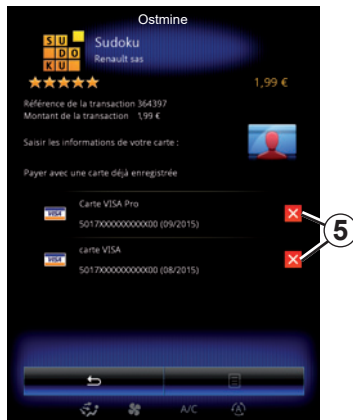 Ostmine
SU
DO
KU
Sudoku
Renault sas
1,99 €
Référence de la transaction 364397
Montant de la transaction 1,99 €
Saisir les informations de votre carte :
Payer avec une carte déjà enregistrée
VISA
Carte VISA Pro
5017XXXXXXXXXX00 (09/2015)
5
VISA
carte VISA
5017XXXXXXXXXX00 (08/2015)
A/C
A